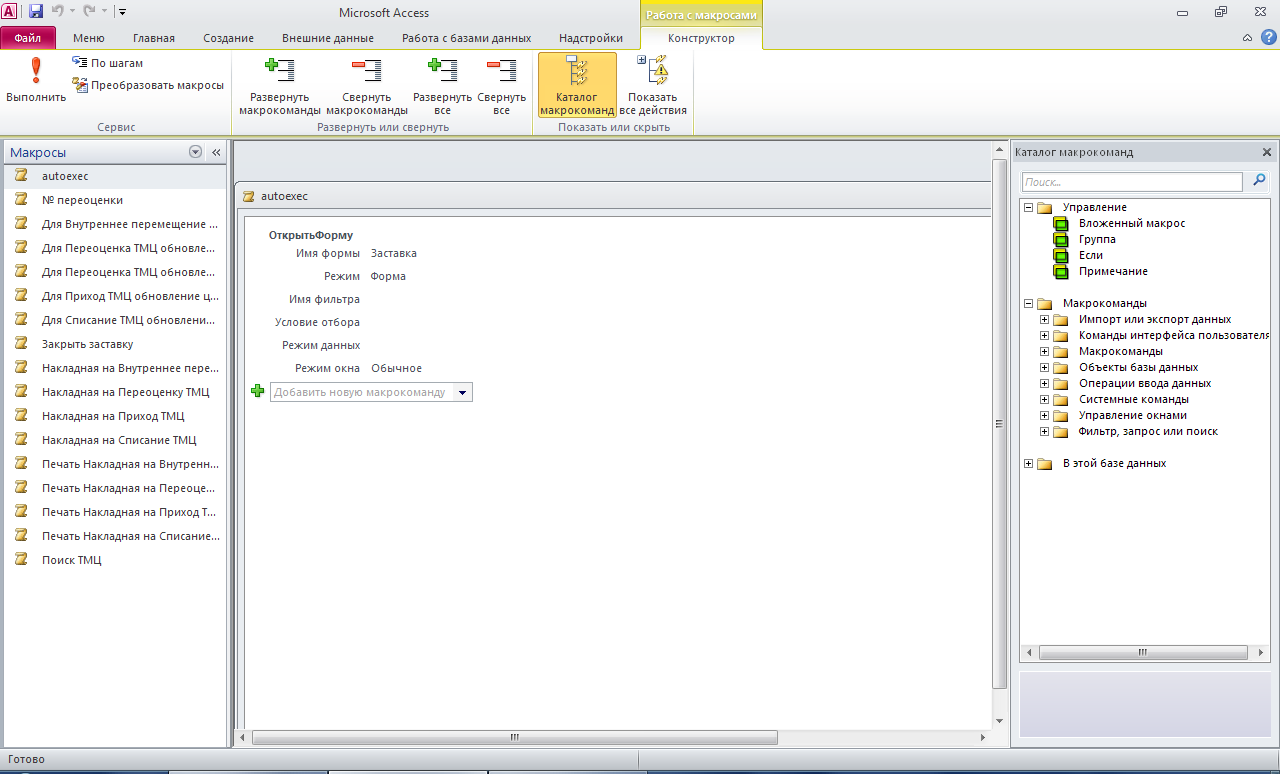 Microsoft Access
Работа с макросами
Файл
Меню
Главная
Создание
Внешние данные
Работа с базами данных
Надстройки
Конструктор
Выполнить
По шагам
Преобразовать макросы
Сервис
Развернуть макрокоманды
Свернуть макрокоманды
Развернуть все
Свернуть все
Развернуть или свернуть
Каталог макрокоманд
Показать все действия
Показать или скрыть
Макросы
autoexec
№ переоценки
Для Внутреннее перемещение ...
Для Переоценка ТМЦ обновле...
Для Переоценка ТМЦ обновле...
Для Приход ТМЦ обновление ц...
Для Списание ТМЦ обновлени...
Закрыть заставку
Накладная на Внутреннее пере...
Накладная на Переоценку ТМЦ
Накладная на Приход ТМЦ
Накладная на Списание ТМЦ
Печать Накладная на Внутренн...
Печать Накладная на Переоце...
Печать Накладная на Приход Т...
Печать Накладная на Списание...
Поиск ТМЦ
autoexec
ОткрытьФорму
Имя формы Заставка
Режим Форма
Имя фильтра
Условие отбора
Режим данных
Режим окна Обычное
Добавить новую макрокоманду
Каталог макрокоманд
Поиск...
Управление
Вложенный макрос
Группа
Если
Примечание
Макрокоманды
Импорт или экспорт данных
Команды интерфейса пользователя
Макрокоманды
Объекты базы данных
Операции ввода данных
Системные команды
Управление окнами
Фильтр, запрос или поиск
В этой базе данных
Готово